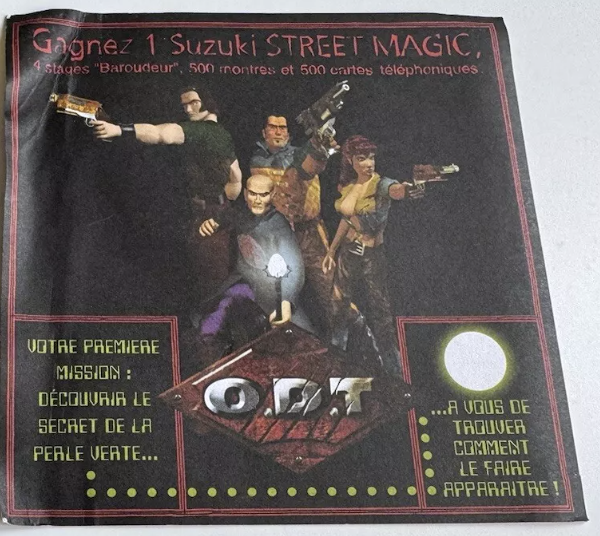 Gagnez 1 Suzuki STREET MAGIC,
4 stages "Baroudeur", 500 montres et 500 cartes téléphoniques.
VOTRE PREMIERE
MISSION :
DÉCOUVRIR LE
SECRET DE LA
PERLE VERTE...
O.D.T
...A VOUS DE
TROUVER
COMMENT
LE FAIRE
APPARAITRE !